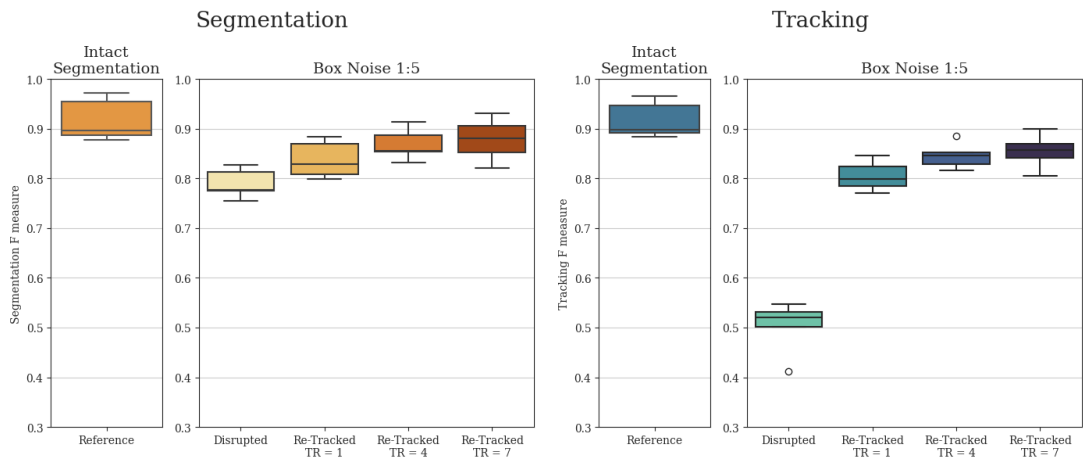 Segmentation
Tracking
Intact
Segmentation
Box Noise 1:5
Intact
Segmentation
Box Noise 1:5
Segmentation F measure
1.0
0.9
0.8
0.7
0.6
0.5
0.4
0.3
Reference
1.0
0.9
0.8
0.7
0.6
0.5
0.4
0.3
Disrupted
Re-Tracked
TR = 1
Re-Tracked
TR = 4
Re-Tracked
TR = 7
Tracking F measure
1.0
0.9
0.8
0.7
0.6
0.5
0.4
0.3
Reference
1.0
0.9
0.8
0.7
0.6
0.5
0.4
0.3
Disrupted
Re-Tracked
TR = 1
Re-Tracked
TR = 4
Re-Tracked
TR = 7